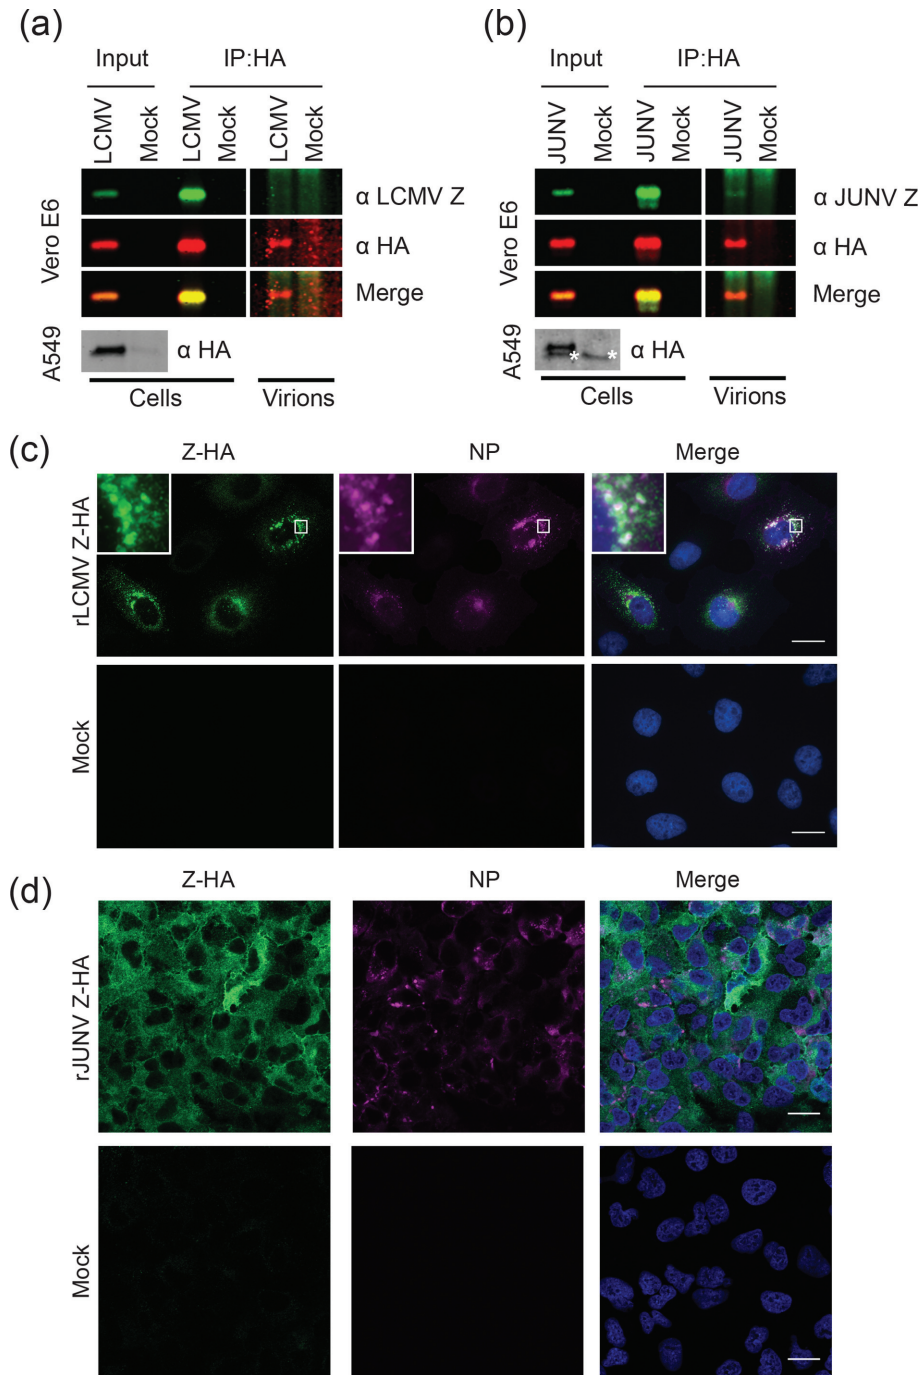 (a)
Input IP:HA
LCMV Mock LCMV Mock LCMV Mock
Vero E6
α LCMV Z
α HA
Merge
A549
α HA
Cells Virions
(b)
Input IP:HA
JUNV Mock JUNV Mock JUNV Mock
Vero E6
α JUNV Z
α HA
Merge
A549
* *
α HA
Cells Virions
(c)
Z-HA NP Merge
rLCMV Z-HA
Mock
(d)
Z-HA NP Merge
rJUNV Z-HA
Mock